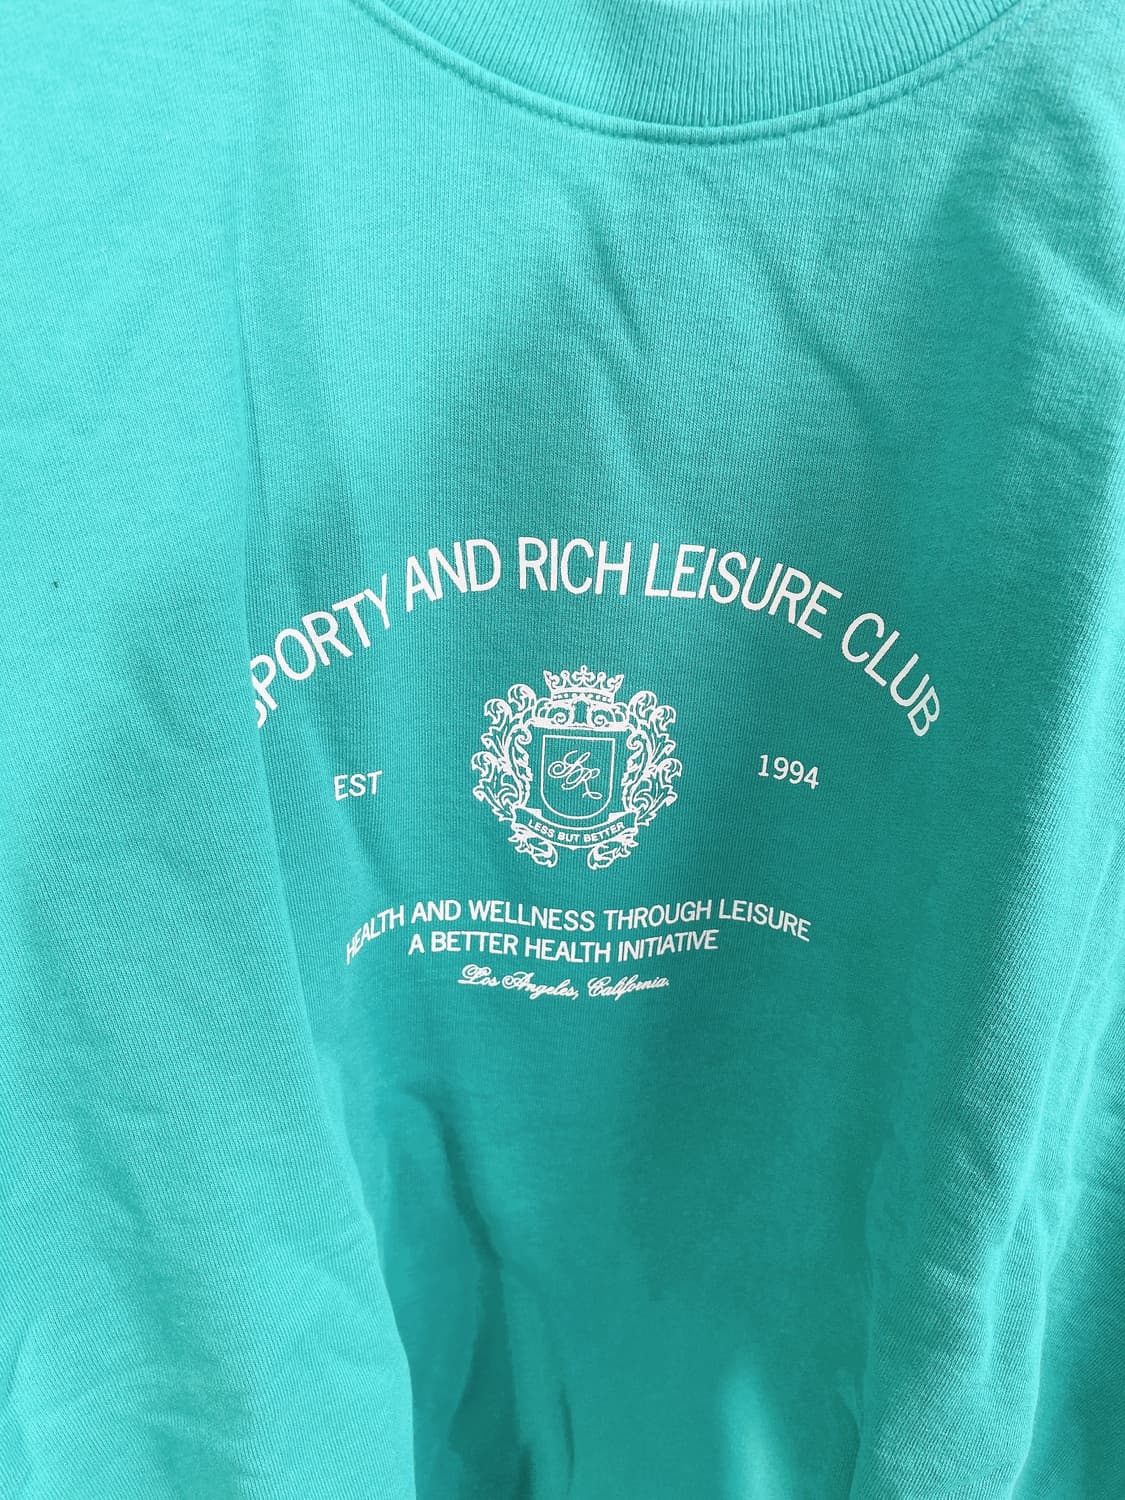 SPORTY AND RICH LEISURE CLUB
EST 1994
SR
LESS BUT BETTER
HEALTH AND WELLNESS THROUGH LEISURE
A BETTER HEALTH INITIATIVE
Los Angeles, California.